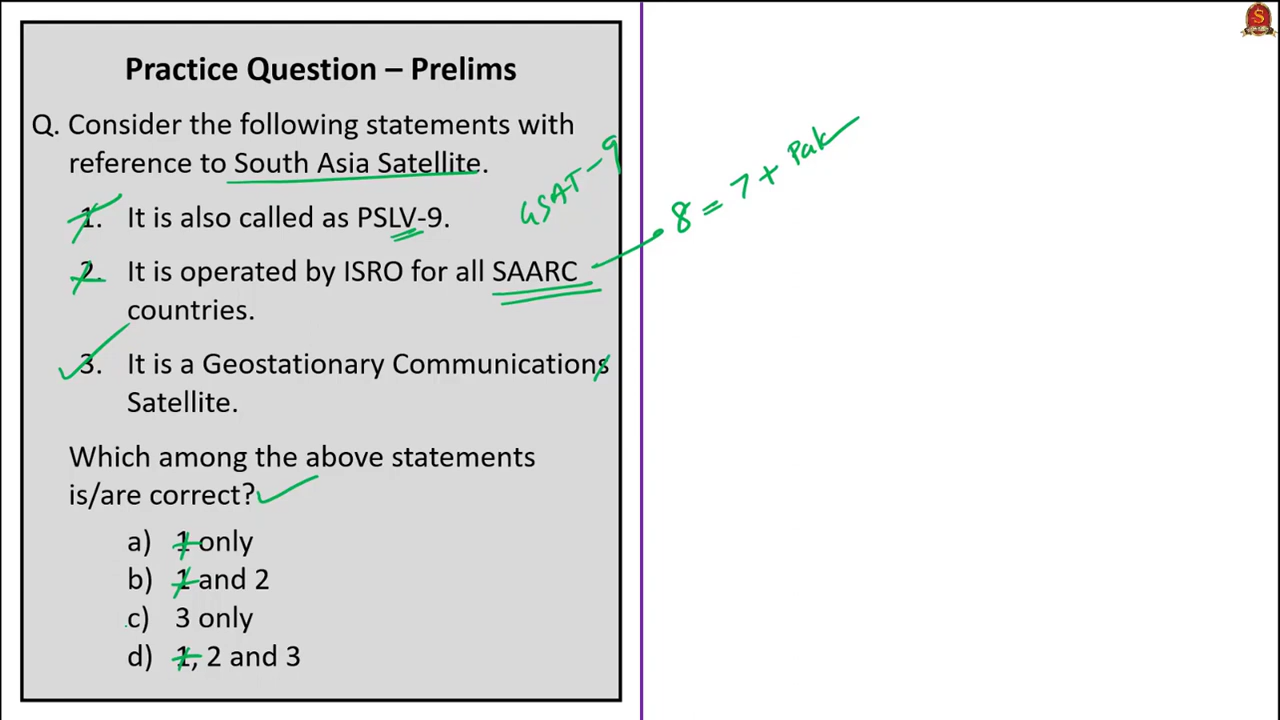 Practice Question – Prelims
Q. Consider the following statements with
reference to South Asia Satellite.
1. It is also called as PSLV-9.
GSAT-9
2. It is operated by ISRO for all SAARC
countries.
8 = 7 + Pak
3. It is a Geostationary Communications
Satellite.
Which among the above statements
is/are correct?
a) 1 only
b) 1 and 2
c) 3 only
d) 1, 2 and 3
S